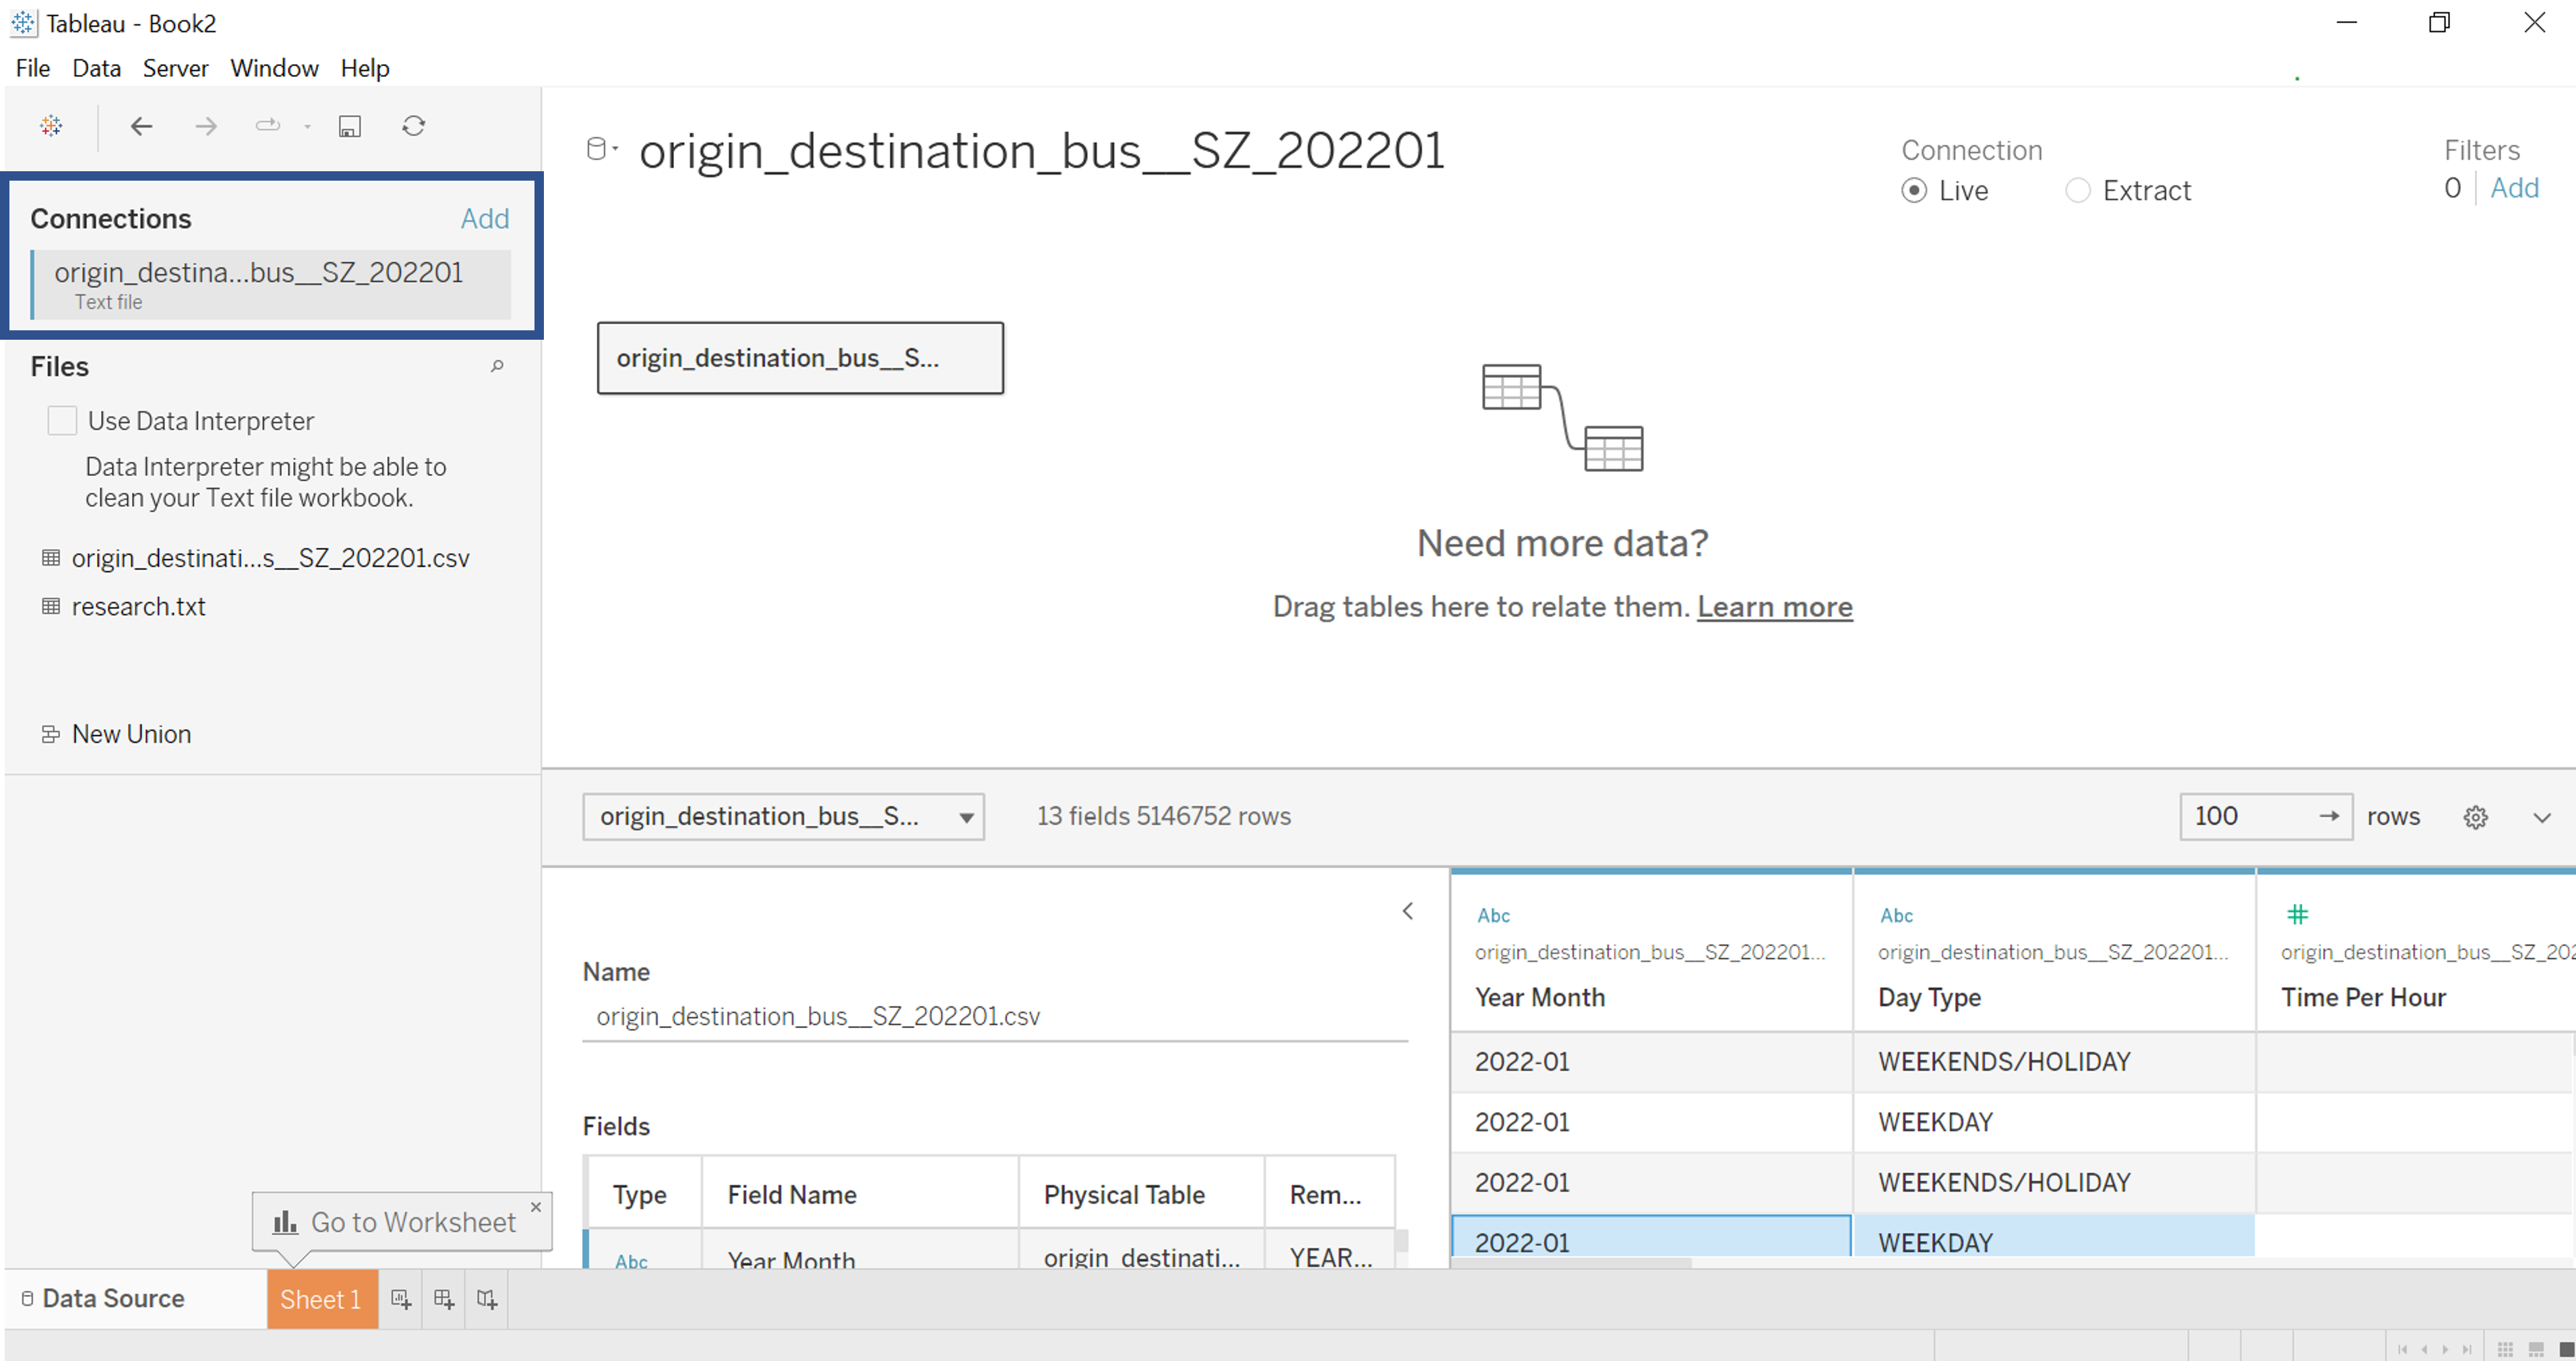 Tableau - Book2
File Data Server Window Help
Connections Add
origin_destina...bus__SZ_202201
Text file
Files
Use Data Interpreter
Data Interpreter might be able to
clean your Text file workbook.
origin_destinati...s__SZ_202201.csv
research.txt
New Union
origin_destination_bus__SZ_202201
Connection
Live Extract
Filters
0 Add
origin_destination_bus__S...
Need more data?
Drag tables here to relate them. Learn more
origin_destination_bus__S... 13 fields 5146752 rows 100 rows
Name
origin_destination_bus__SZ_202201.csv
Fields
Type Field Name Physical Table Rem...
Abc Year Month origin_destinati... YEAR...
Abc Abc #
origin_destination_bus__SZ_202201... origin_destination_bus__SZ_202201... origin_destination_bus__SZ_202
Year Month Day Type Time Per Hour
2022-01 WEEKENDS/HOLIDAY
2022-01 WEEKDAY
2022-01 WEEKENDS/HOLIDAY
2022-01 WEEKDAY
Go to Worksheet
Data Source Sheet 1